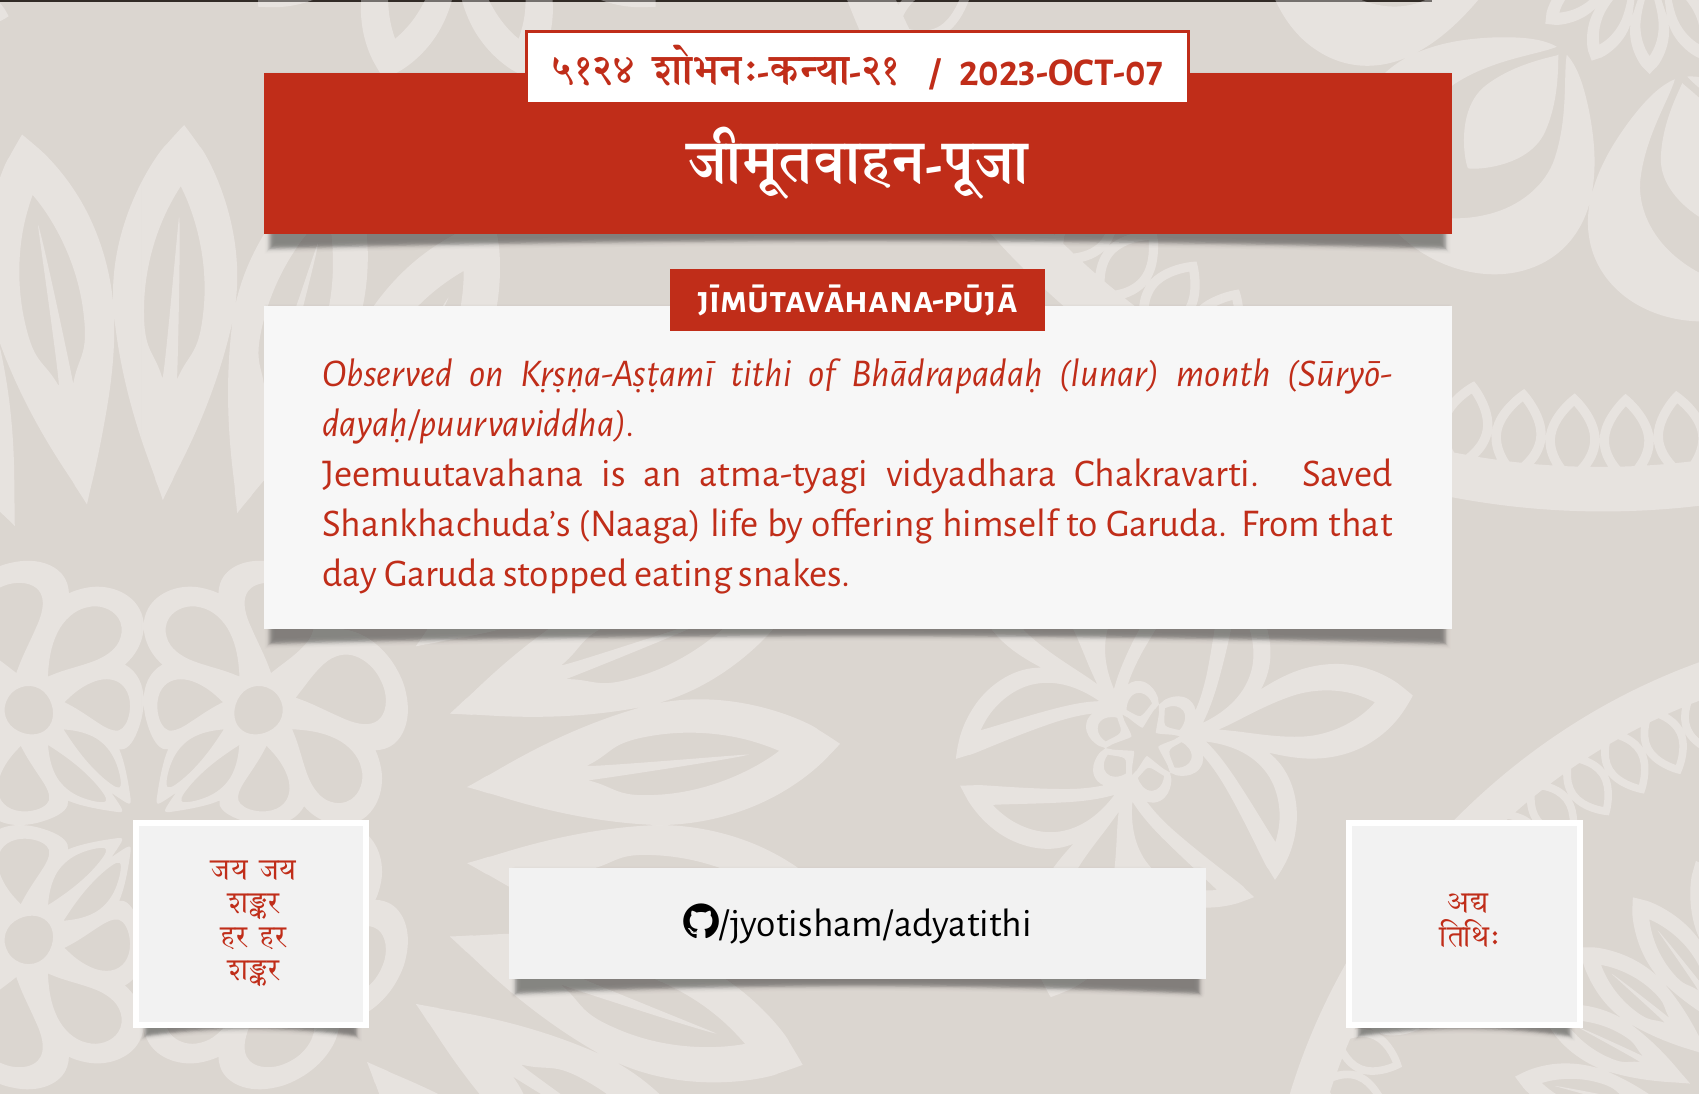 ५१२४ शोभनः-कन्या-२१ / 2023-OCT-07
जीमूतवाहन-पूजा
JĪMŪTAVĀHANA-PŪJĀ
Observed on Kṛṣṇa-Aṣṭamī tithi of Bhādrapadaḥ (lunar) month (Sūryō-
dayaḥ/puurvaviddha).
Jeemuutavahana is an atma-tyagi vidyadhara Chakravarti. Saved
Shankhachuda’s (Naaga) life by offering himself to Garuda. From that
day Garuda stopped eating snakes.
जय जय
शङ्कर
हर हर
शङ्कर
/jyotisham/adyatithi
अद्य
तिथिः